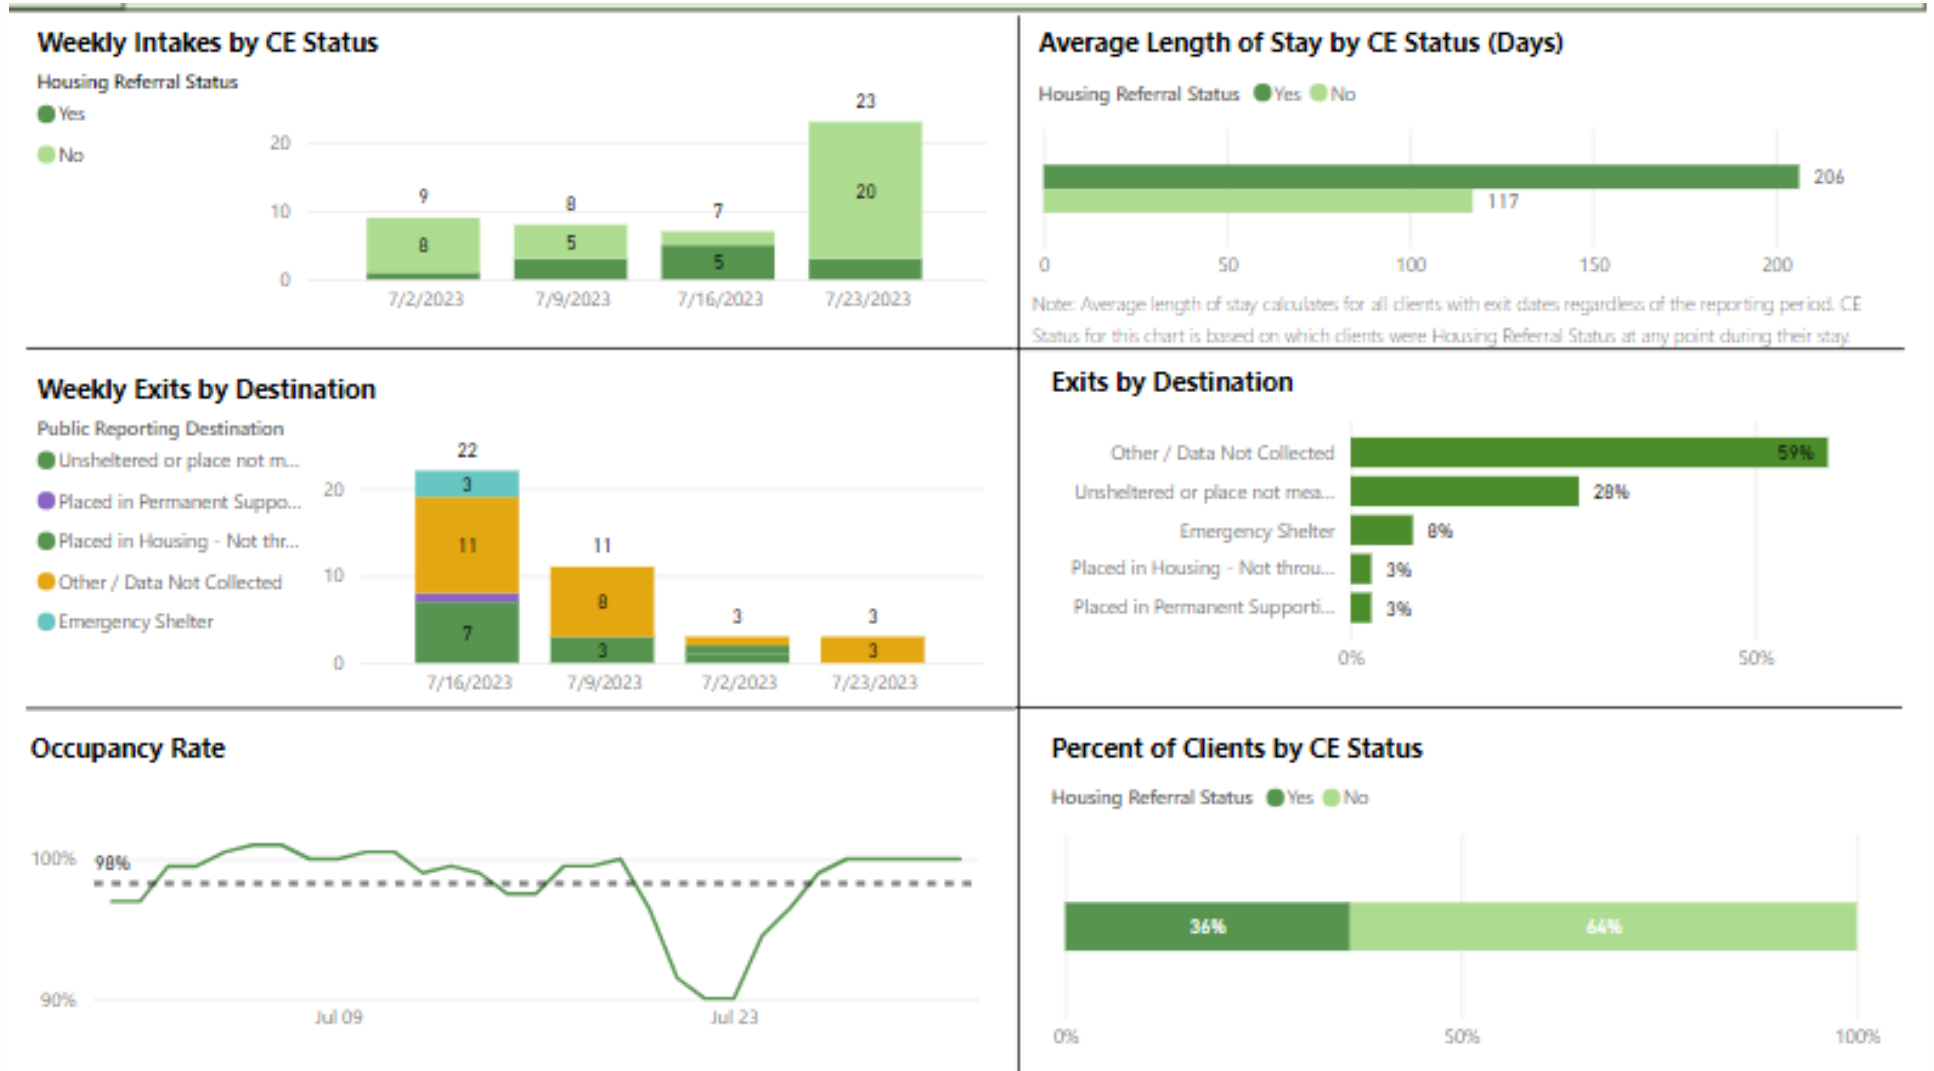 Weekly Intakes by CE Status
Housing Referral Status
Yes
No
20
10
0
9
8
8
5
7
5
23
20
7/2/2023
7/9/2023
7/16/2023
7/23/2023
Average Length of Stay by CE Status (Days)
Housing Referral Status Yes No
206
117
0 50 100 150 200
Note: Average length of stay calculates for all clients with exit dates regardless of the reporting period. CE
Status for this chart is based on which clients were Housing Referral Status at any point during their stay.
Weekly Exits by Destination
Public Reporting Destination
Unsheltered or place not m...
Placed in Permanent Suppo...
Placed in Housing - Not thr...
Other / Data Not Collected
Emergency Shelter
20
10
0
22
3
11
7
11
8
3
3
3
3
7/16/2023
7/9/2023
7/2/2023
7/23/2023
Exits by Destination
Other / Data Not Collected 59%
Unsheltered or place not mea... 28%
Emergency Shelter 8%
Placed in Housing - Not throu... 3%
Placed in Permanent Supporti... 3%
0% 50%
Occupancy Rate
100%
98%
90%
Jul 09 Jul 23
Percent of Clients by CE Status
Housing Referral Status Yes No
36% 64%
0% 50% 100%